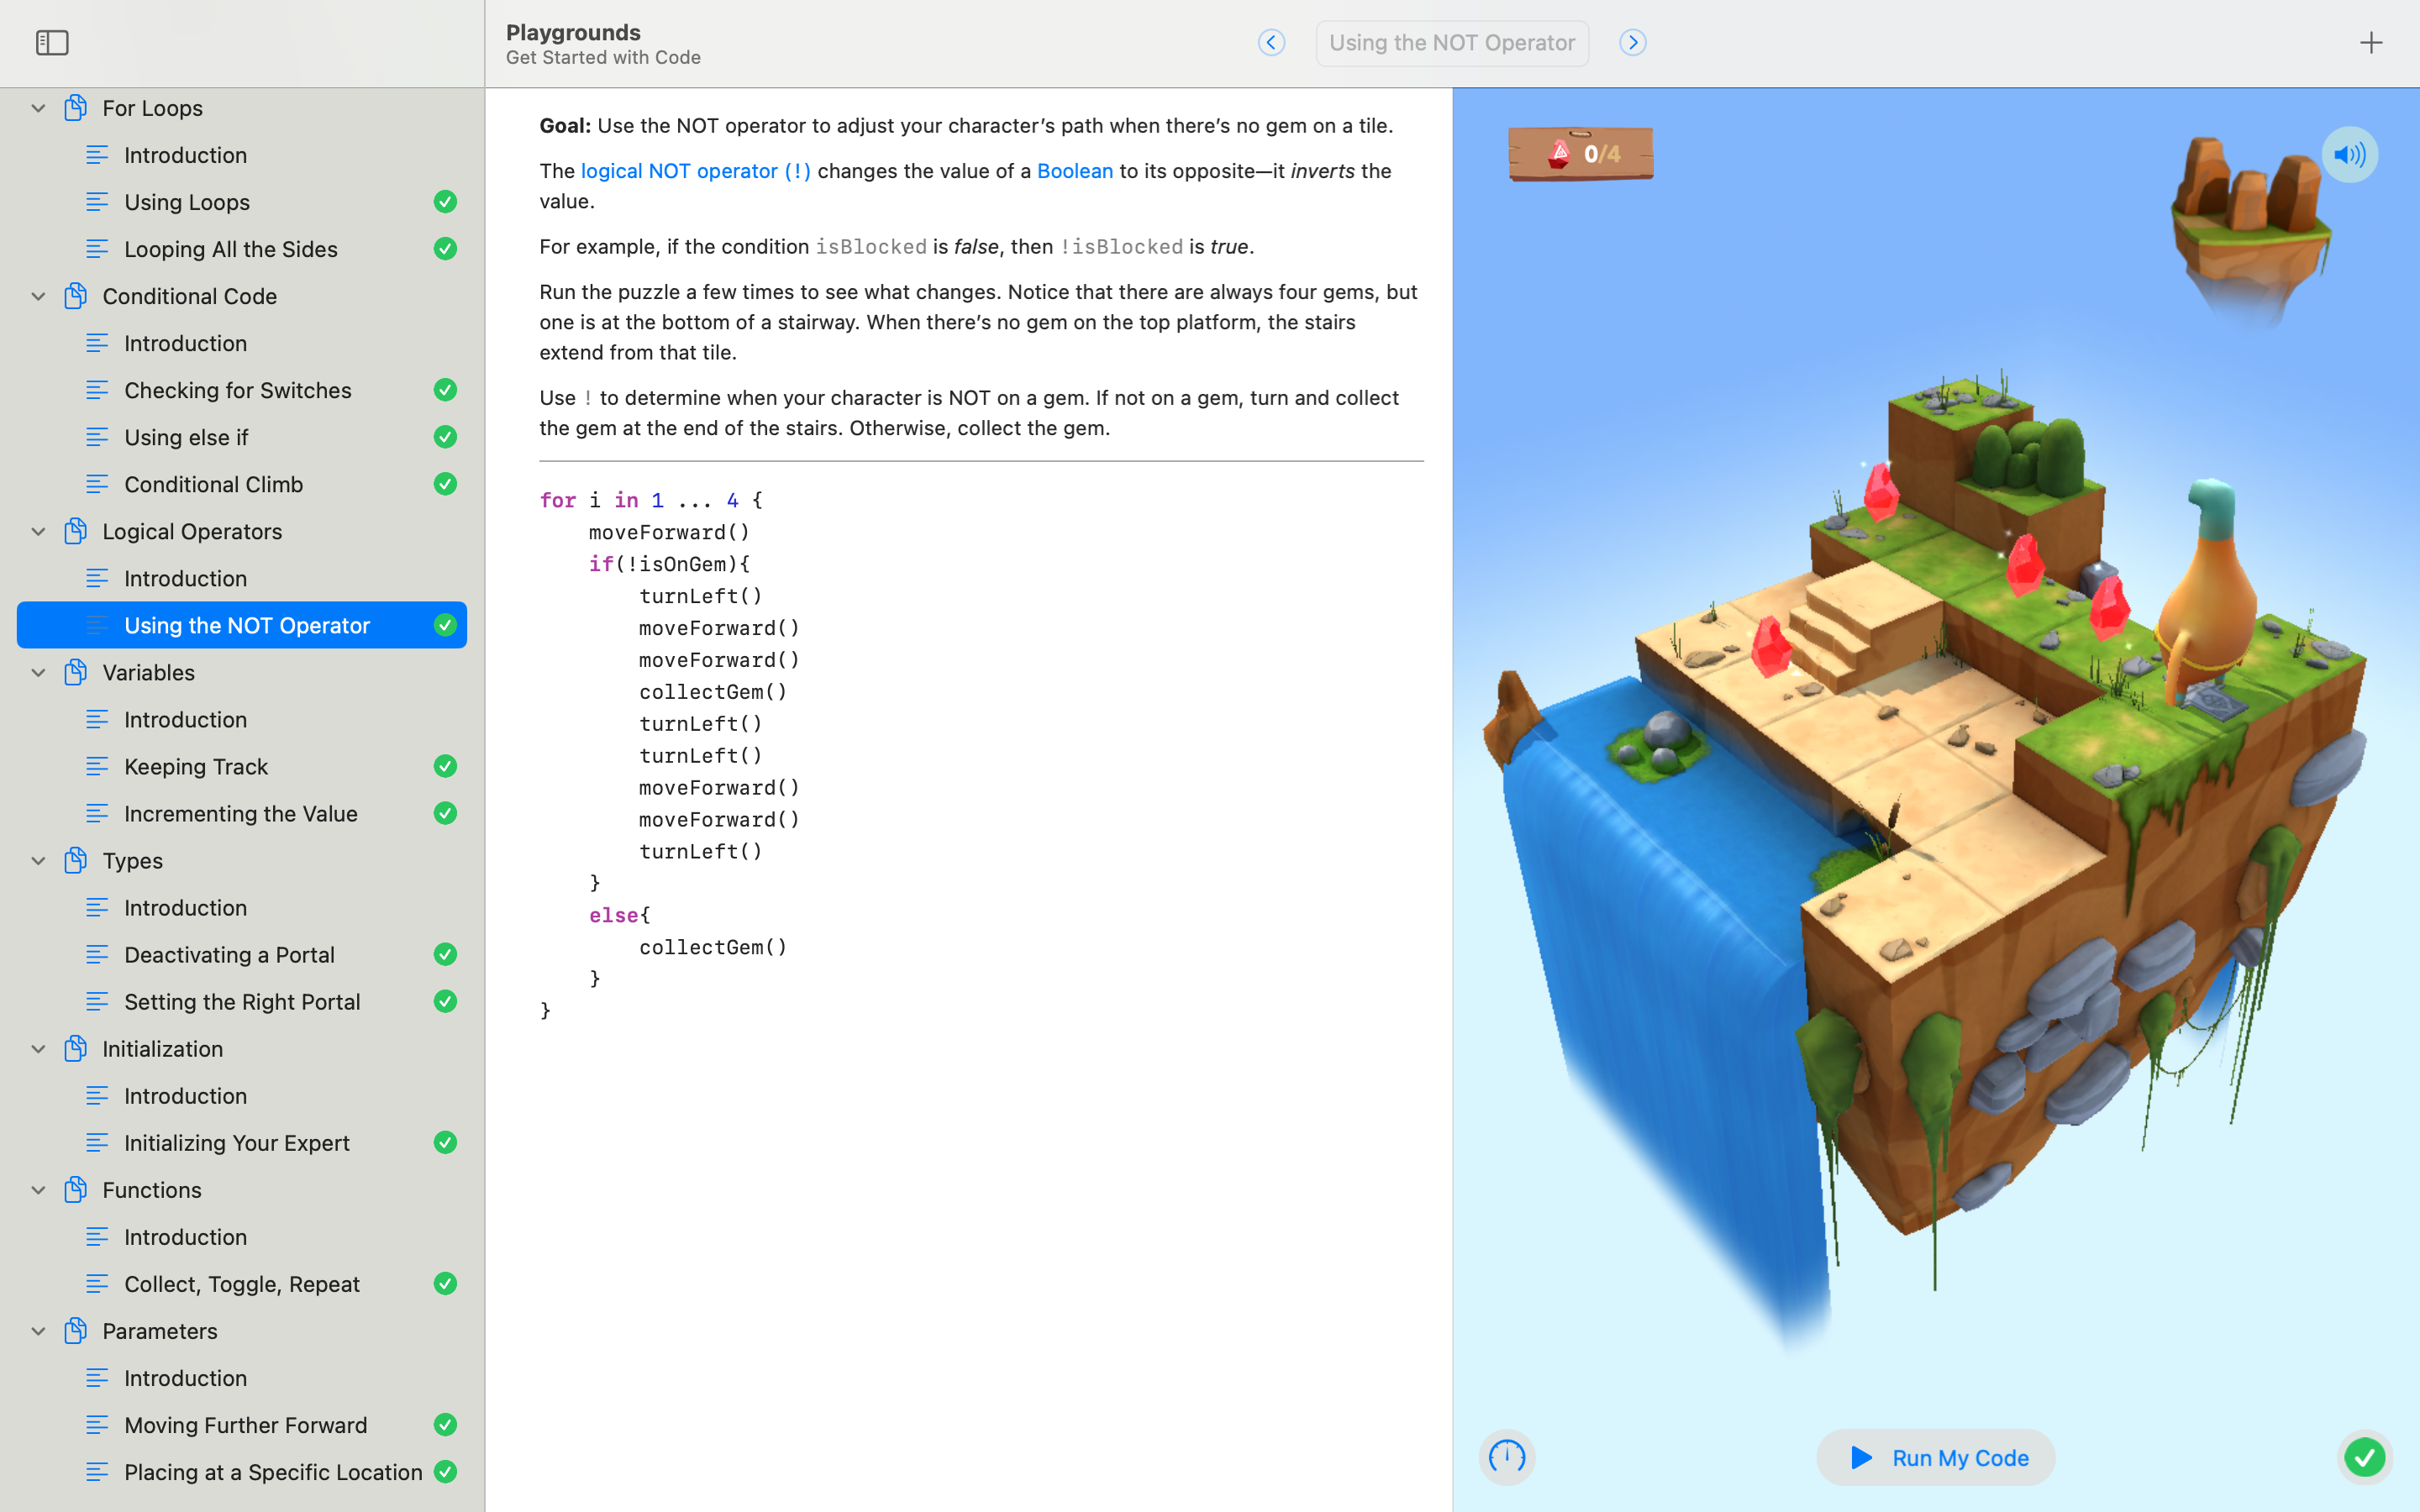 Playgrounds
Get Started with Code
Using the NOT Operator
For Loops
Introduction
Using Loops
Looping All the Sides
Conditional Code
Introduction
Checking for Switches
Using else if
Conditional Climb
Logical Operators
Introduction
Using the NOT Operator
Variables
Introduction
Keeping Track
Incrementing the Value
Types
Introduction
Deactivating a Portal
Setting the Right Portal
Initialization
Introduction
Initializing Your Expert
Functions
Introduction
Collect, Toggle, Repeat
Parameters
Introduction
Moving Further Forward
Placing at a Specific Location
Goal: Use the NOT operator to adjust your character’s path when there’s no gem on a tile.
The logical NOT operator (!) changes the value of a Boolean to its opposite—it inverts the
value.
For example, if the condition isBlocked is false, then !isBlocked is true.
Run the puzzle a few times to see what changes. Notice that there are always four gems, but
one is at the bottom of a stairway. When there’s no gem on the top platform, the stairs
extend from that tile.
Use ! to determine when your character is NOT on a gem. If not on a gem, turn and collect
the gem at the end of the stairs. Otherwise, collect the gem.
for i in 1 ... 4 {
    moveForward()
    if(!isOnGem){
        turnLeft()
        moveForward()
        moveForward()
        collectGem()
        turnLeft()
        turnLeft()
        moveForward()
        moveForward()
        turnLeft()
    }
    else{
        collectGem()
    }
}
0/4
Run My Code